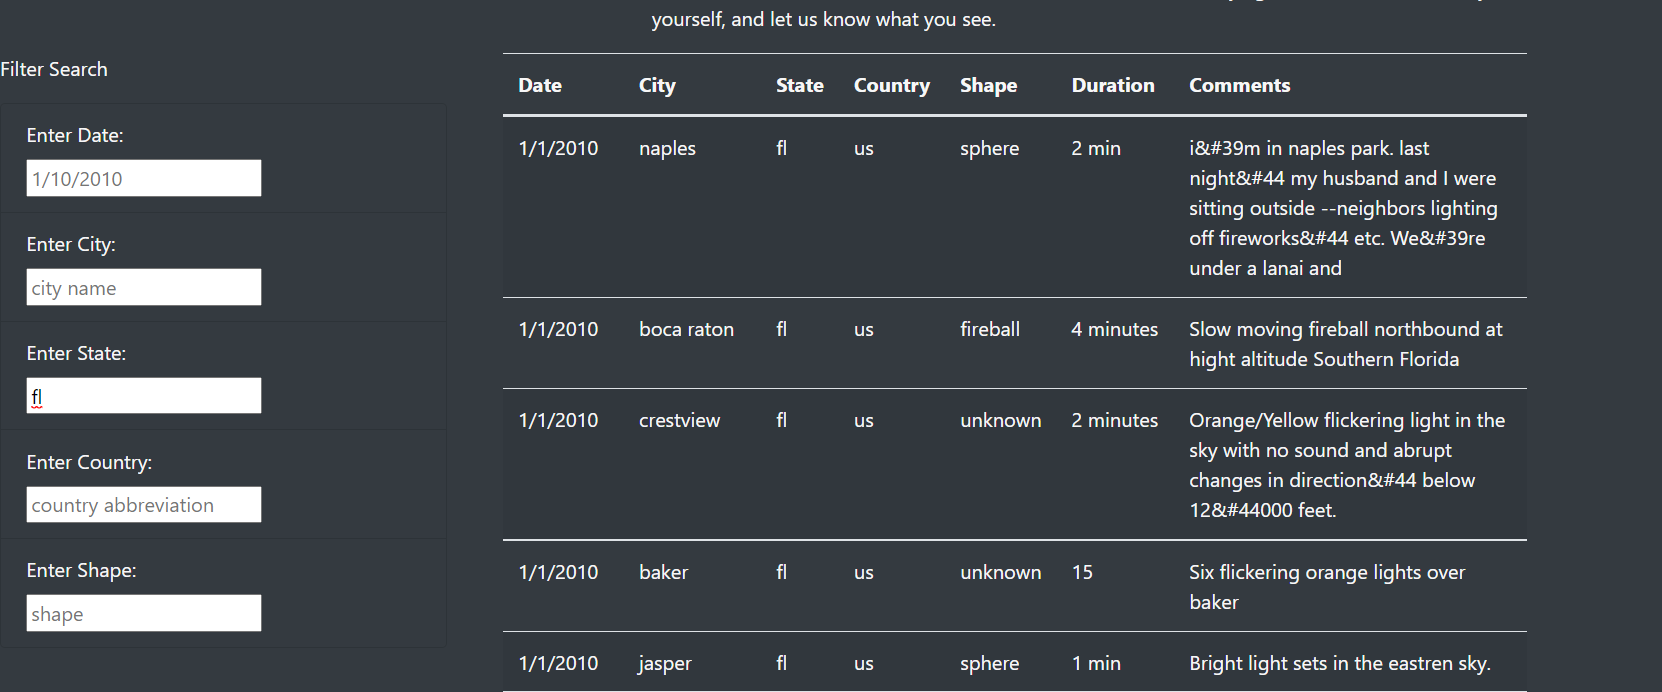 yourself, and let us know what you see.
Filter Search
Enter Date:
1/10/2010
Enter City:
city name
Enter State:
fl
Enter Country:
country abbreviation
Enter Shape:
shape
Date City State Country Shape Duration Comments
1/1/2010 naples fl us sphere 2 min i&#39m in naples park. last
night&#44 my husband and I were
sitting outside --neighbors lighting
off fireworks&#44 etc. We&#39re
under a lanai and
1/1/2010 boca raton fl us fireball 4 minutes Slow moving fireball northbound at
hight altitude Southern Florida
1/1/2010 crestview fl us unknown 2 minutes Orange/Yellow flickering light in the
sky with no sound and abrupt
changes in direction&#44 below
12&#44000 feet.
1/1/2010 baker fl us unknown 15 Six flickering orange lights over
baker
1/1/2010 jasper fl us sphere 1 min Bright light sets in the eastren sky.